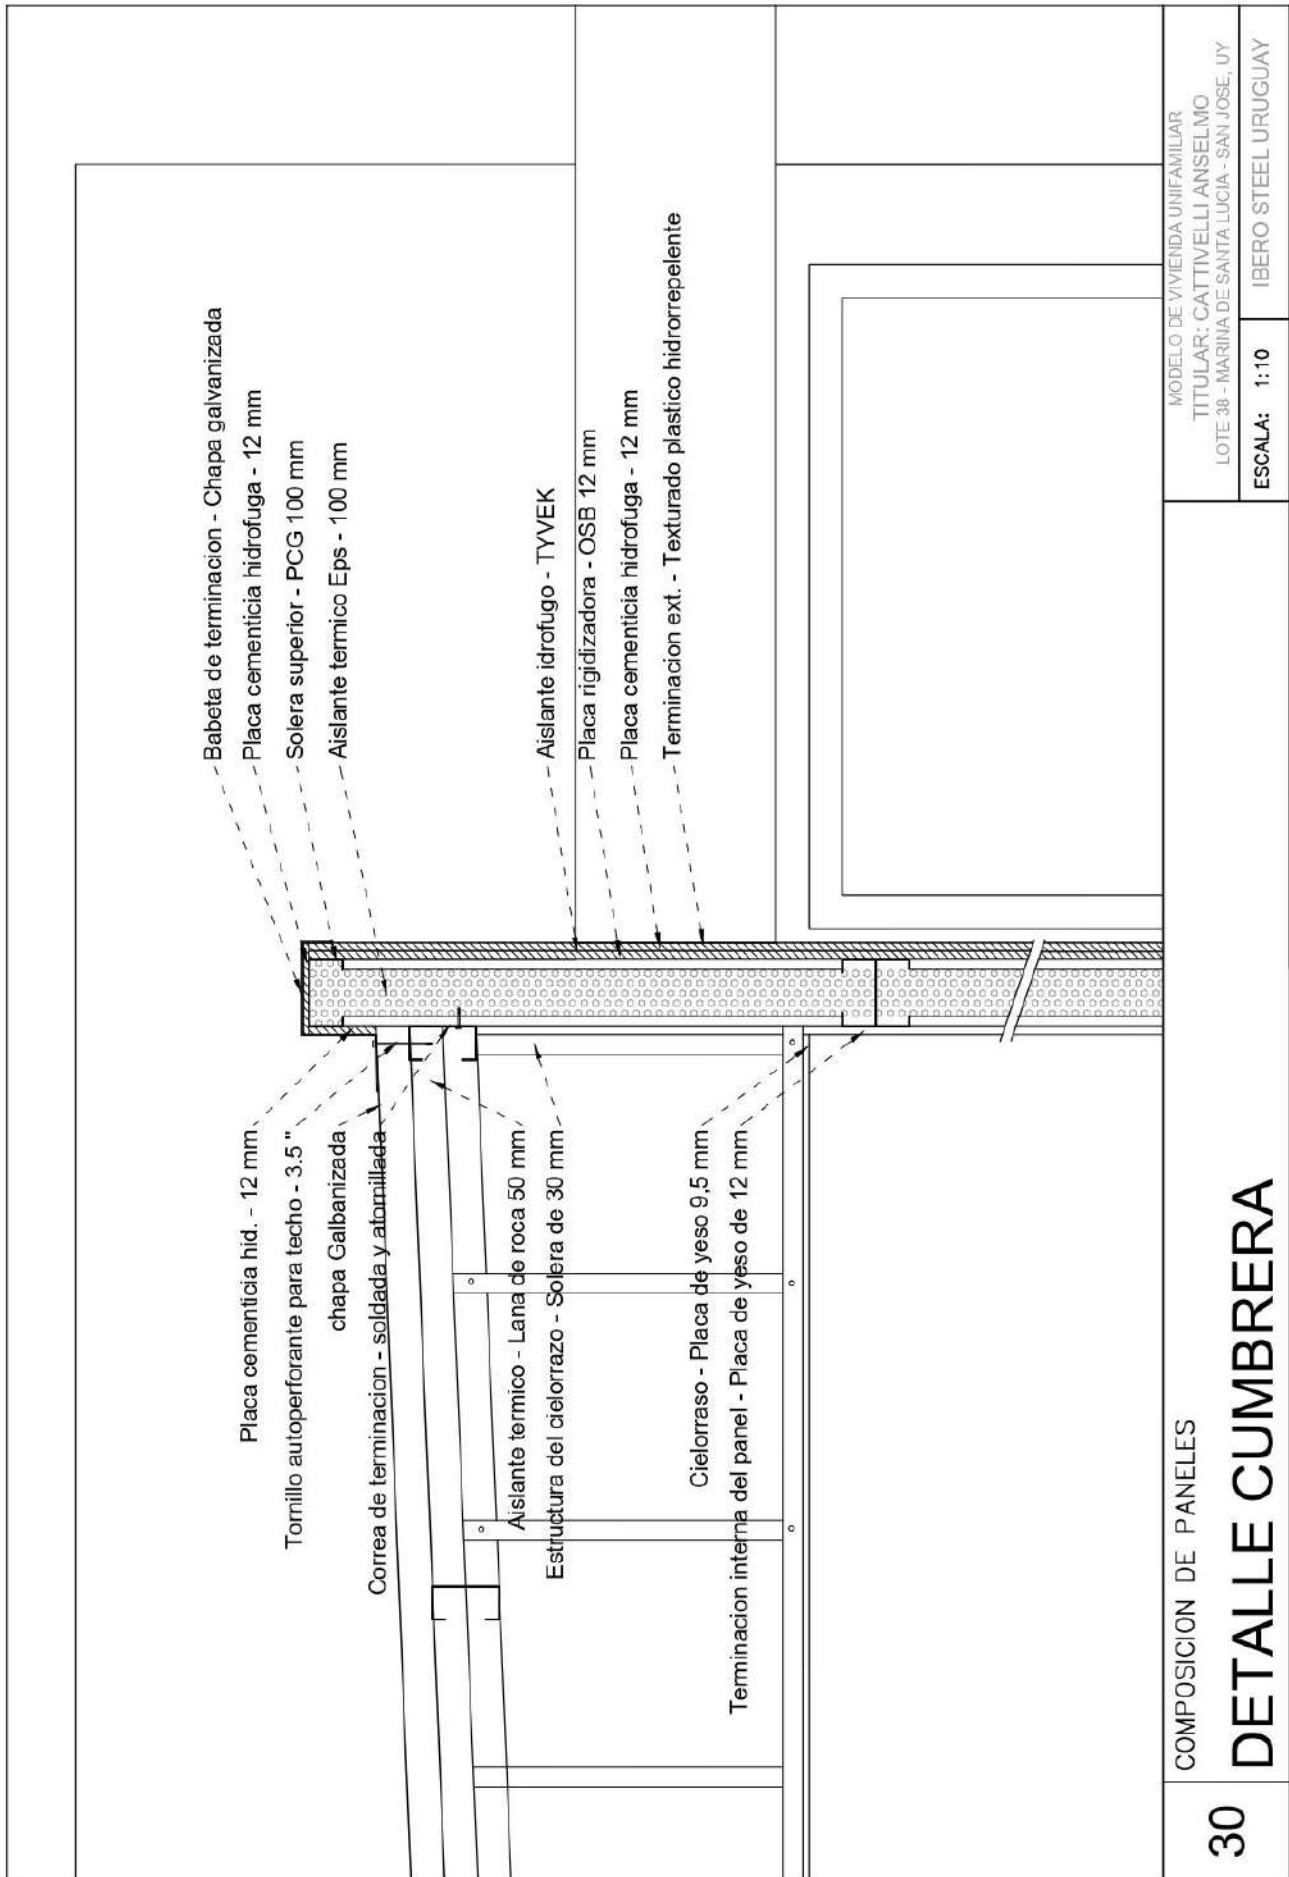 Babeta de terminacion - Chapa galvanizada
Placa cementicia hidrofuga - 12 mm
Solera superior - PCG 100 mm
Aislante termico Eps - 100 mm
Placa cementicia hid. - 12 mm
Tornillo autoperforante para techo - 3.5 "
chapa Galbanizada
Correa de terminacion - soldada y atornillada
Aislante termico - Lana de roca 50 mm
Estructura del cielorrazo - Solera de 30 mm
Aislante idrofugo - TYVEK
Placa rigidizadora - OSB 12 mm
Placa cementicia hidrofuga - 12 mm
Terminacion ext. - Texturado plastico hidrorrepelente
Cielorraso - Placa de yeso 9,5 mm
Terminacion interna del panel - Placa de yeso de 12 mm
30
COMPOSICION DE PANELES
DETALLE CUMBRERA
MODELO DE VIVIENDA UNIFAMILIAR
TITULAR: CATTIVELLI ANSELMO
LOTE 38 - MARINA DE SANTA LUCIA - SAN JOSE, UY
ESCALA: 1:10
IBERO STEEL URUGUAY